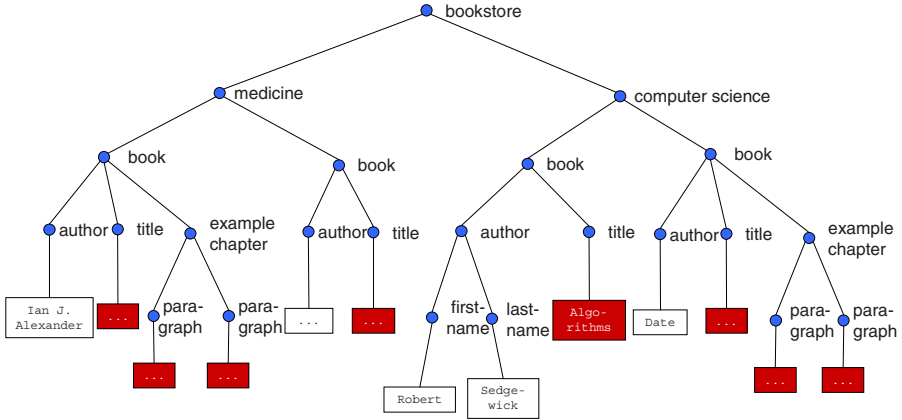 bookstore
medicine
computer science
book
book
book
book
author
title
example
chapter
author
title
author
title
author
title
example
chapter
Ian J.
Alexander
...
para-
graph
para-
graph
...
...
first-
name
last-
name
Algo-
rithms
Date
...
para-
graph
para-
graph
...
...
Robert
Sedge-
wick
...
...